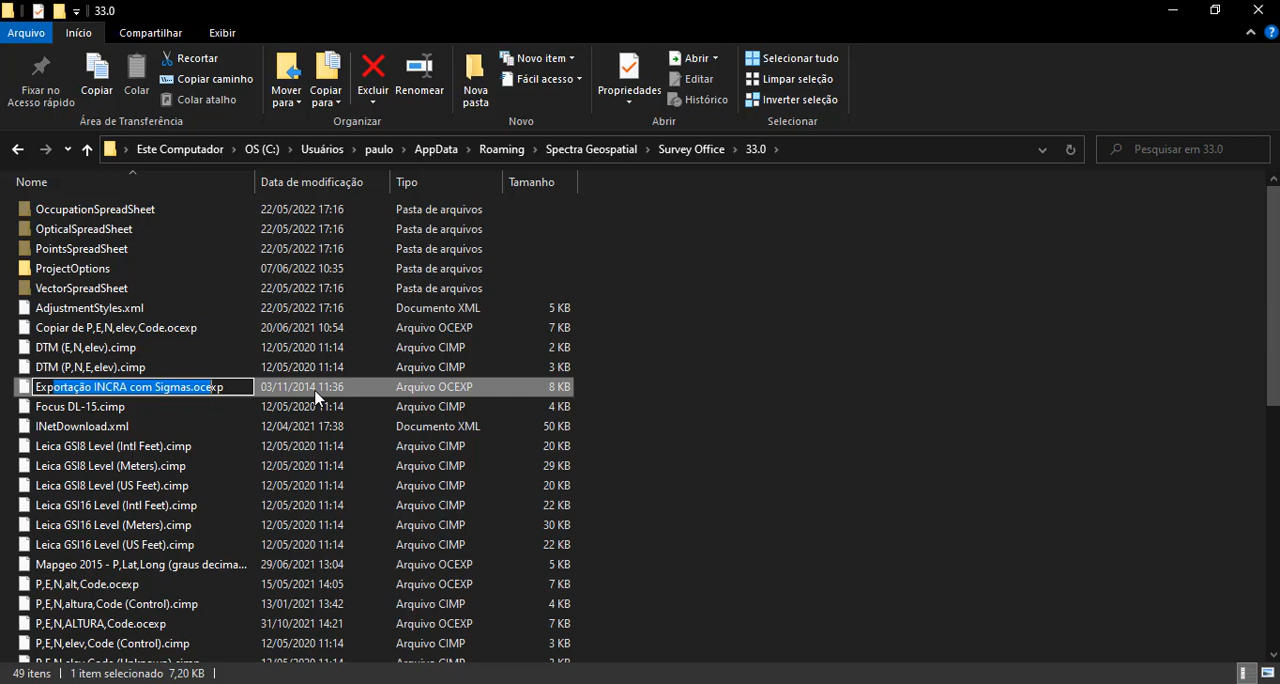 33.0
Arquivo Início Compartilhar Exibir
Fixar no Acesso rápido
Copiar
Colar
Recortar
Copiar caminho
Colar atalho
Mover para
Copiar para
Excluir
Renomear
Nova pasta
Novo item
Fácil acesso
Propriedades
Abrir
Editar
Histórico
Selecionar tudo
Limpar seleção
Inverter seleção
Área de Transferência Organizar Novo Abrir Selecionar
Este Computador > OS (C:) > Usuários > paulo > AppData > Roaming > Spectra Geospatial > Survey Office > 33.0 >
Pesquisar em 33.0
Nome Data de modificação Tipo Tamanho
OccupationSpreadSheet 22/05/2022 17:16 Pasta de arquivos
OpticalSpreadSheet 22/05/2022 17:16 Pasta de arquivos
PointsSpreadSheet 22/05/2022 17:16 Pasta de arquivos
ProjectOptions 07/06/2022 10:35 Pasta de arquivos
VectorSpreadSheet 22/05/2022 17:16 Pasta de arquivos
AdjustmentStyles.xml 22/05/2022 17:16 Documento XML 5 KB
Copiar de P,E,N,elev,Code.ocexp 20/06/2021 10:54 Arquivo OCEXP 7 KB
DTM (E,N,elev).cimp 12/05/2020 11:14 Arquivo CIMP 2 KB
DTM (P,N,E,elev).cimp 12/05/2020 11:14 Arquivo CIMP 3 KB
Exportação INCRA com Sigmas.ocexp 03/11/2014 11:36 Arquivo OCEXP 8 KB
Focus DL-15.cimp 12/05/2020 11:14 Arquivo CIMP 4 KB
INetDownload.xml 12/04/2021 17:38 Documento XML 50 KB
Leica GSI8 Level (Intl Feet).cimp 12/05/2020 11:14 Arquivo CIMP 20 KB
Leica GSI8 Level (Meters).cimp 12/05/2020 11:14 Arquivo CIMP 29 KB
Leica GSI8 Level (US Feet).cimp 12/05/2020 11:14 Arquivo CIMP 20 KB
Leica GSI16 Level (Intl Feet).cimp 12/05/2020 11:14 Arquivo CIMP 22 KB
Leica GSI16 Level (Meters).cimp 12/05/2020 11:14 Arquivo CIMP 30 KB
Leica GSI16 Level (US Feet).cimp 12/05/2020 11:14 Arquivo CIMP 22 KB
Mapgeo 2015 - P,Lat,Long (graus decima... 29/06/2021 13:04 Arquivo OCEXP 5 KB
P,E,N,alt,Code.ocexp 15/05/2021 14:05 Arquivo OCEXP 7 KB
P,E,N,altura,Code (Control).cimp 13/01/2021 13:42 Arquivo CIMP 3 KB
P,E,N,ALTURA,Code.ocexp 31/10/2021 14:21 Arquivo OCEXP 7 KB
P,E,N,elev,Code (Control).cimp 12/05/2020 11:14 Arquivo CIMP 3 KB
49 itens 1 item selecionado 7,20 KB